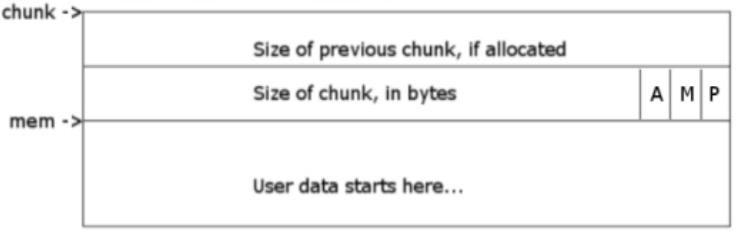 chunk ->
Size of previous chunk, if allocated
Size of chunk, in bytes A M P
mem ->
User data starts here...